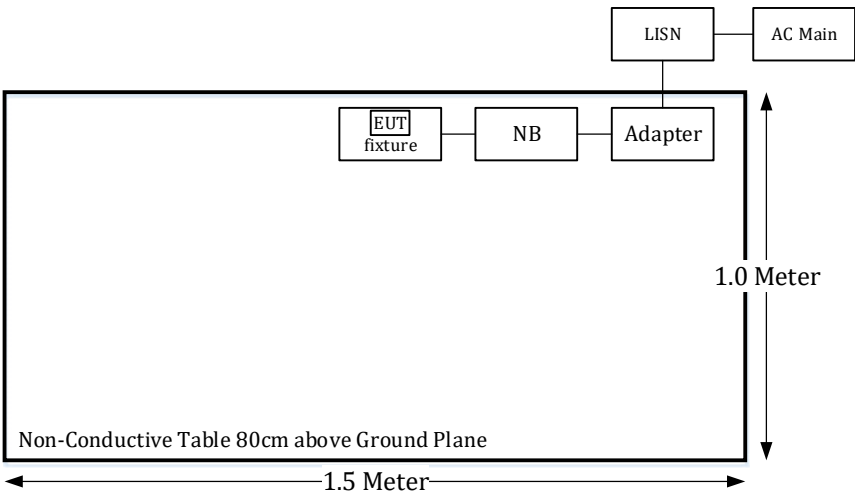 LISN
AC Main
EUT
fixture
NB
Adapter
1.0 Meter
Non-Conductive Table 80cm above Ground Plane
1.5 Meter